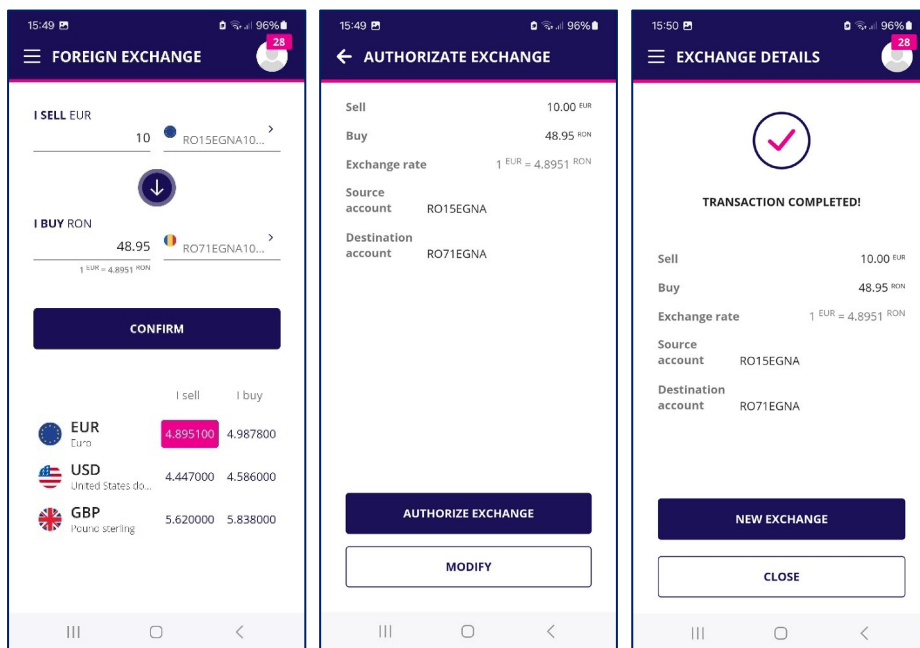 15:49 96%
28
FOREIGN EXCHANGE
I SELL EUR
10 RO15EGNA10...
I BUY RON
48.95 RO71EGNA10...
1 EUR = 4.8951 RON
CONFIRM
I sell I buy
EUR 4.895100 4.987800
Euro
USD 4.447000 4.586000
United States do...
GBP 5.620000 5.838000
Pound sterling
15:49 96%
AUTHORIZATE EXCHANGE
Sell 10.00 EUR
Buy 48.95 RON
Exchange rate 1 EUR = 4.8951 RON
Source
account RO15EGNA
Destination
account RO71EGNA
AUTHORIZE EXCHANGE
MODIFY
15:50 96%
28
EXCHANGE DETAILS
TRANSACTION COMPLETED!
Sell 10.00 EUR
Buy 48.95 RON
Exchange rate 1 EUR = 4.8951 RON
Source
account RO15EGNA
Destination
account RO71EGNA
NEW EXCHANGE
CLOSE